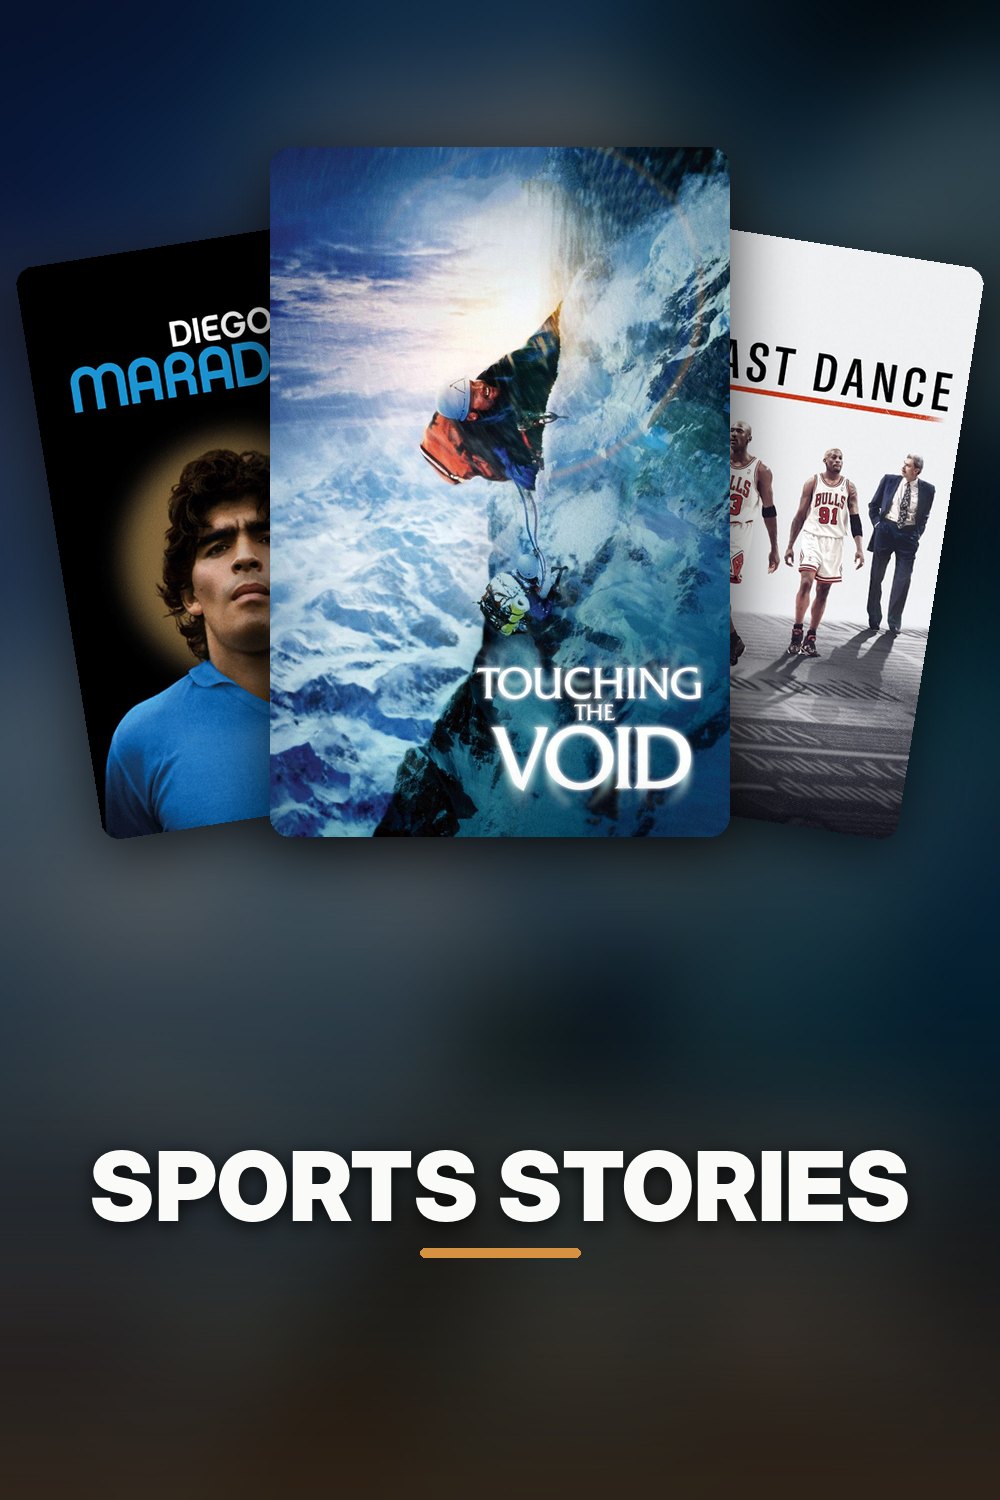 DIEGO
MARAD
TOUCHING
THE
VOID
AST DANCE
BULLS
91
SPORTS STORIES